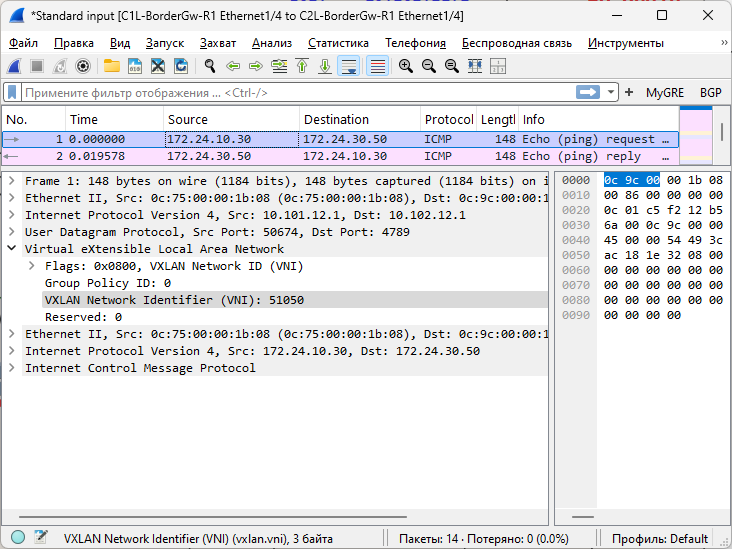 *Standard input [C1L-BorderGw-R1 Ethernet1/4 to C2L-BorderGw-R1 Ethernet1/4]
Файл Правка Вид Запуск Захват Анализ Статистика Телефония Беспроводная связь Инструменты »
Примените фильтр отображения ... <Ctrl-/> + MyGRE BGP
No. Time Source Destination Protocol Lengtl Info
1 0.000000 172.24.10.30 172.24.30.50 ICMP 148 Echo (ping) request …
2 0.019578 172.24.30.50 172.24.10.30 ICMP 148 Echo (ping) reply …
Frame 1: 148 bytes on wire (1184 bits), 148 bytes captured (1184 bits) on i
Ethernet II, Src: 0c:75:00:00:1b:08 (0c:75:00:00:1b:08), Dst: 0c:9c:00:00:1
Internet Protocol Version 4, Src: 10.101.12.1, Dst: 10.102.12.1
User Datagram Protocol, Src Port: 50674, Dst Port: 4789
Virtual eXtensible Local Area Network
Flags: 0x0800, VXLAN Network ID (VNI)
Group Policy ID: 0
VXLAN Network Identifier (VNI): 51050
Reserved: 0
Ethernet II, Src: 0c:75:00:00:1b:08 (0c:75:00:00:1b:08), Dst: 0c:9c:00:00:1
Internet Protocol Version 4, Src: 172.24.10.30, Dst: 172.24.30.50
Internet Control Message Protocol
0000 0c 9c 00 00 1b 08
0010 00 86 00 00 00 00
0020 0c 01 c5 f2 12 b5
0030 6a 00 0c 9c 00 00
0040 45 00 00 54 49 3c
0050 ac 18 1e 32 08 00
0060 00 00 00 00 00 00
0070 00 00 00 00 00 00
0080 00 00 00 00 00 00
0090 00 00 00 00
VXLAN Network Identifier (VNI) (vxlan.vni), 3 байта Пакеты: 14 · Потеряно: 0 (0.0%) Профиль: Default